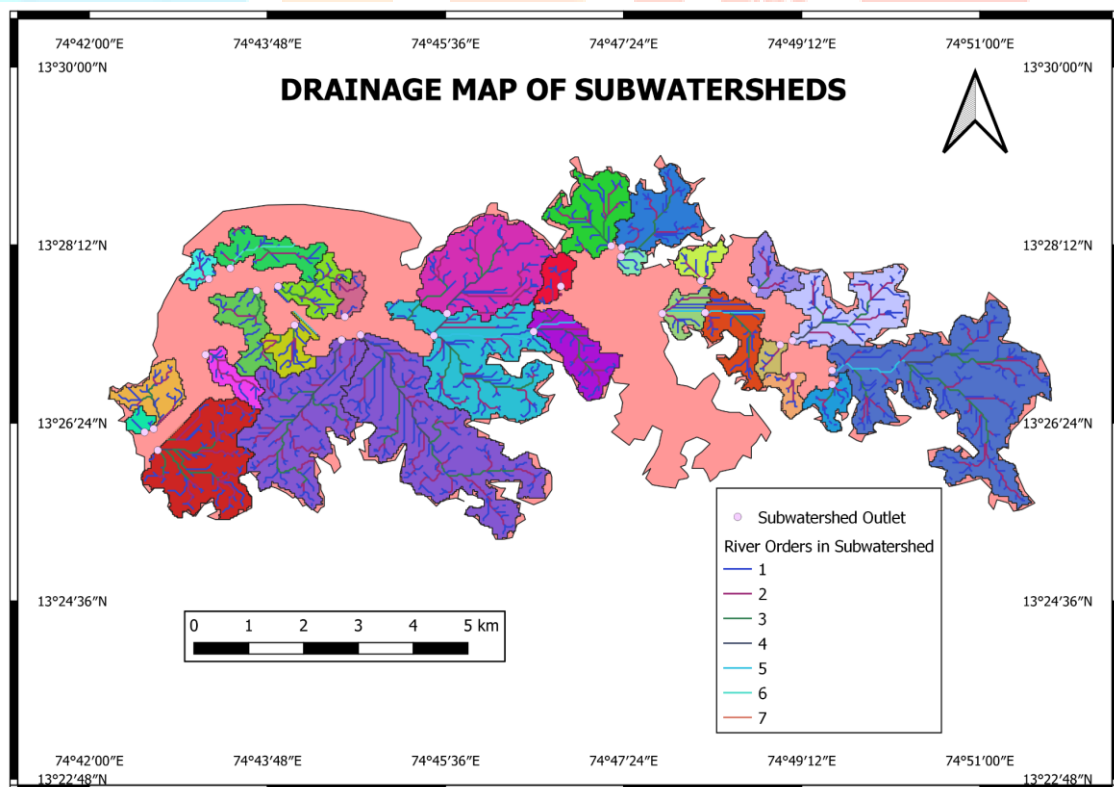 74°42′00″E 74°43′48″E 74°45′36″E 74°47′24″E 74°49′12″E 74°51′00″E
13°30′00″N 13°30′00″N
DRAINAGE MAP OF SUBWATERSHEDS
13°28′12″N 13°28′12″N
13°26′24″N 13°26′24″N
Subwatershed Outlet
River Orders in Subwatershed
1
2
3
4
5
6
7
13°24′36″N 13°24′36″N
0 1 2 3 4 5 km
74°42′00″E 74°43′48″E 74°45′36″E 74°47′24″E 74°49′12″E 74°51′00″E
13°22′48″N 13°22′48″N